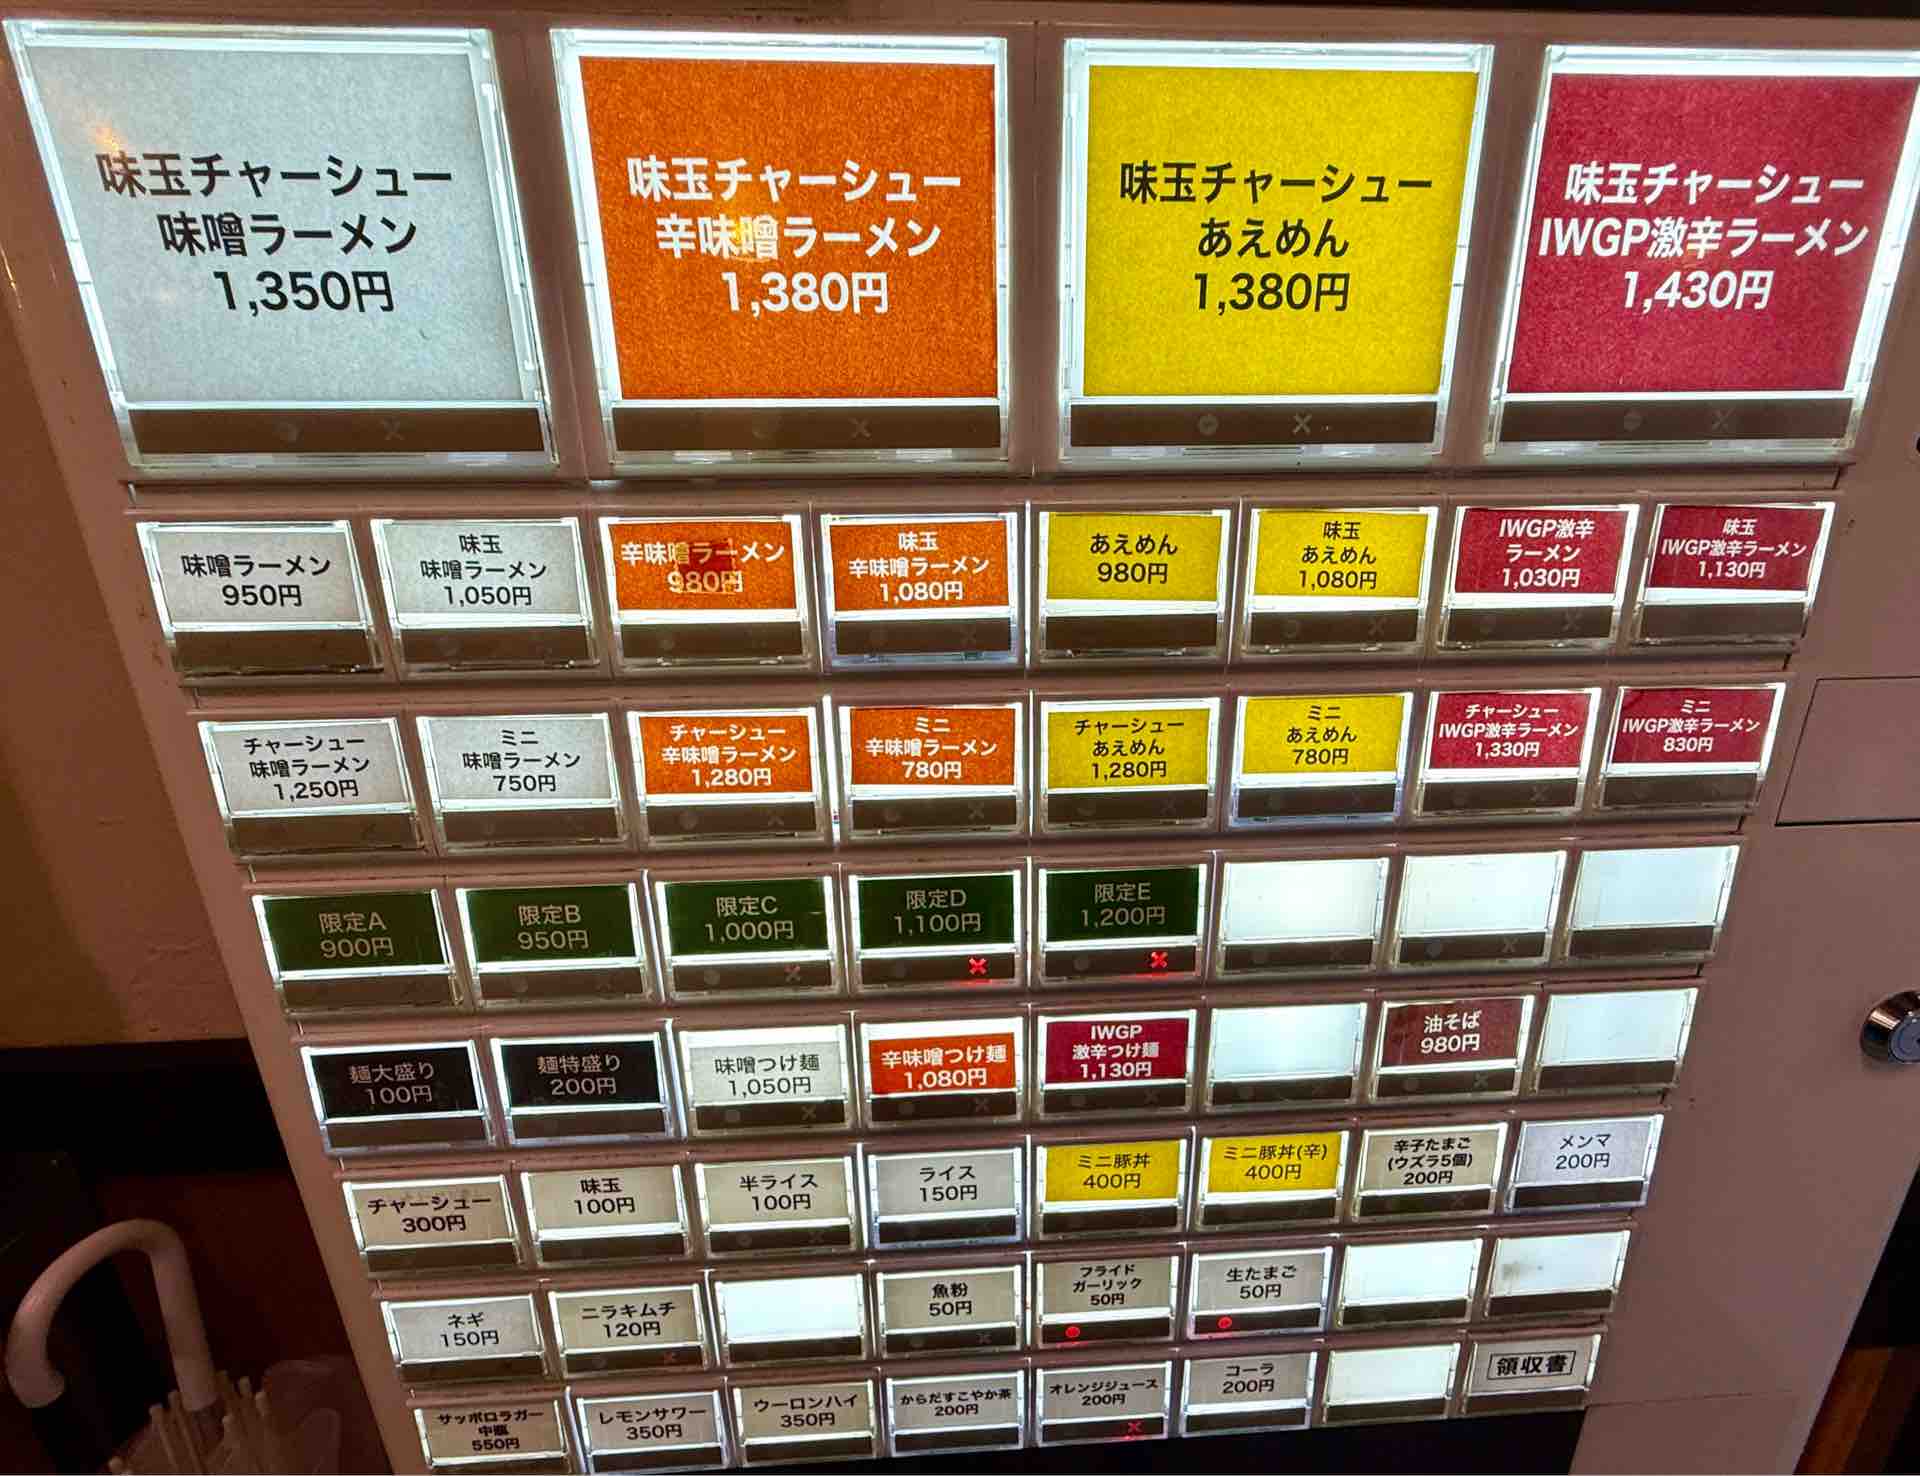 味玉チャーシュー
味噌ラーメン
1,350円
味玉チャーシュー
辛味噌ラーメン
1,380円
味玉チャーシュー
あえめん
1,380円
味玉チャーシュー
IWGP激辛ラーメン
1,430円
味噌ラーメン
950円
味玉
味噌ラーメン
1,050円
辛味噌ラーメン
980円
味玉
辛味噌ラーメン
1,080円
あえめん
980円
味玉
あえめん
1,080円
IWGP激辛
ラーメン
1,030円
味玉
IWGP激辛ラーメン
1,130円
チャーシュー
味噌ラーメン
1,250円
ミニ
味噌ラーメン
750円
チャーシュー
辛味噌ラーメン
1,280円
ミニ
辛味噌ラーメン
780円
チャーシュー
あえめん
1,280円
ミニ
あえめん
780円
チャーシュー
IWGP激辛ラーメン
1,330円
ミニ
IWGP激辛ラーメン
830円
限定A
900円
限定B
950円
限定C
1,000円
限定D
1,100円
限定E
1,200円
麺大盛り
100円
麺特盛り
200円
味噌つけ麺
1,050円
辛味噌つけ麺
1,080円
IWGP
激辛つけ麺
1,130円
油そば
980円
チャーシュー
300円
味玉
100円
半ライス
100円
ライス
150円
ミニ豚丼
400円
ミニ豚丼(辛)
400円
辛子たまご
(ウズラ5個)
200円
メンマ
200円
ネギ
150円
ニラキムチ
120円
魚粉
50円
フライド
ガーリック
50円
生たまご
50円
サッポロラガー
中瓶
550円
レモンサワー
350円
ウーロンハイ
350円
からだすこやか茶
200円
オレンジジュース
200円
コーラ
200円
領収書